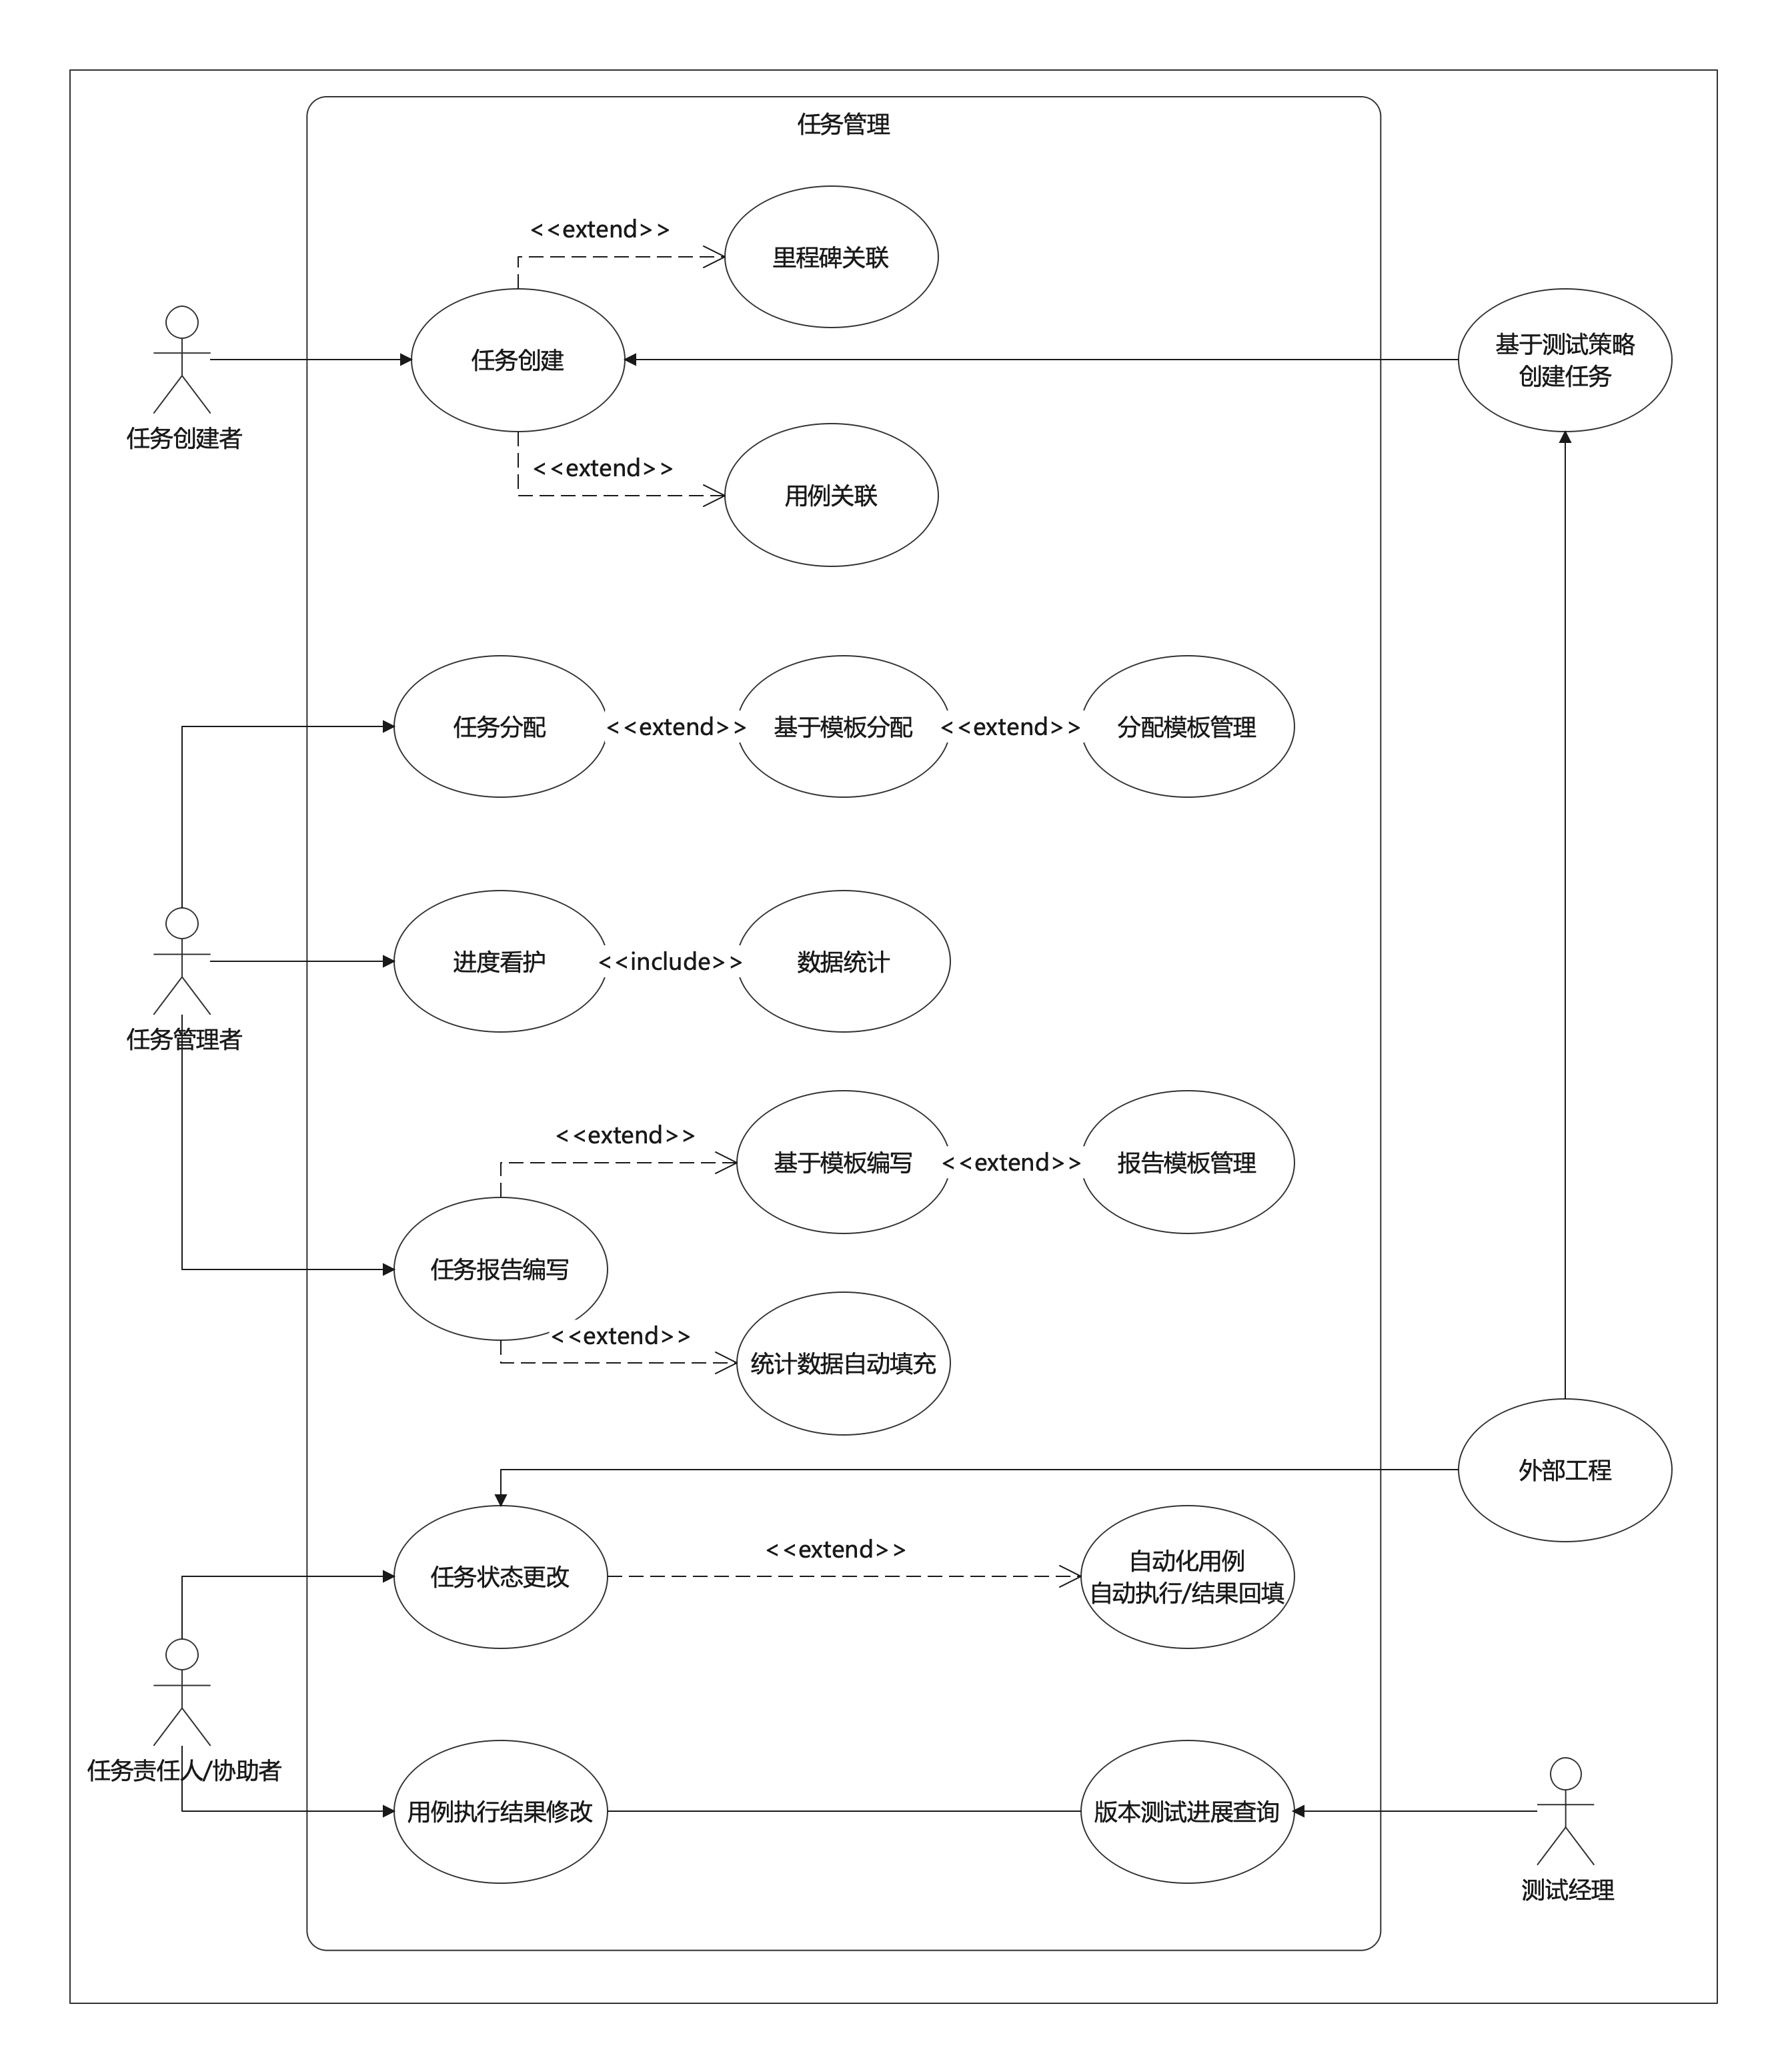 任务管理
<<extend>>
里程碑关联
任务创建
基于测试策略
创建任务
任务创建者
<<extend>>
用例关联
任务分配
<<extend>>
基于模板分配
<<extend>>
分配模板管理
进度看护
<<include>>
数据统计
任务管理者
<<extend>>
基于模板编写
<<extend>>
报告模板管理
任务报告编写
<<extend>>
统计数据自动填充
外部工程
任务状态更改
<<extend>>
自动化用例
自动执行/结果回填
任务责任人/协助者
用例执行结果修改
版本测试进展查询
测试经理